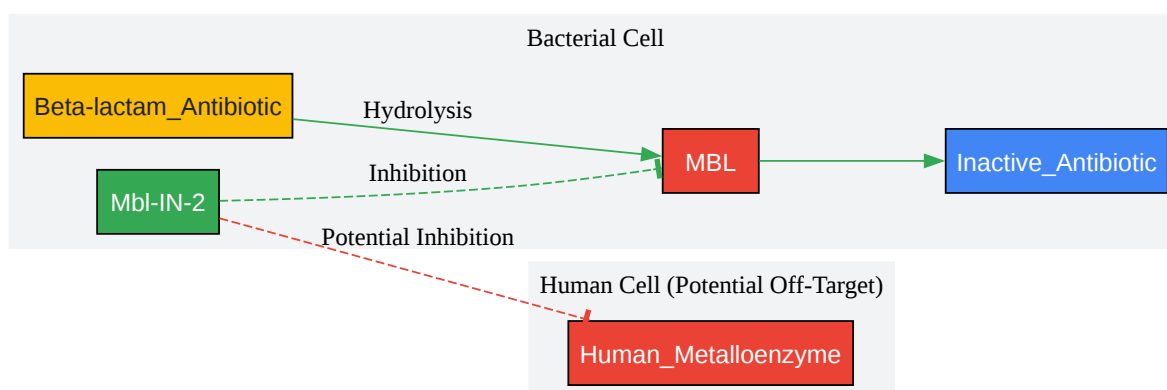 Bacterial Cell
Beta-lactam_Antibiotic
Hydrolysis
MBL
Inactive_Antibiotic
Inhibition
Mbl-IN-2
Potential Inhibition
Human Cell (Potential Off-Target)
Human_Metalloenzyme